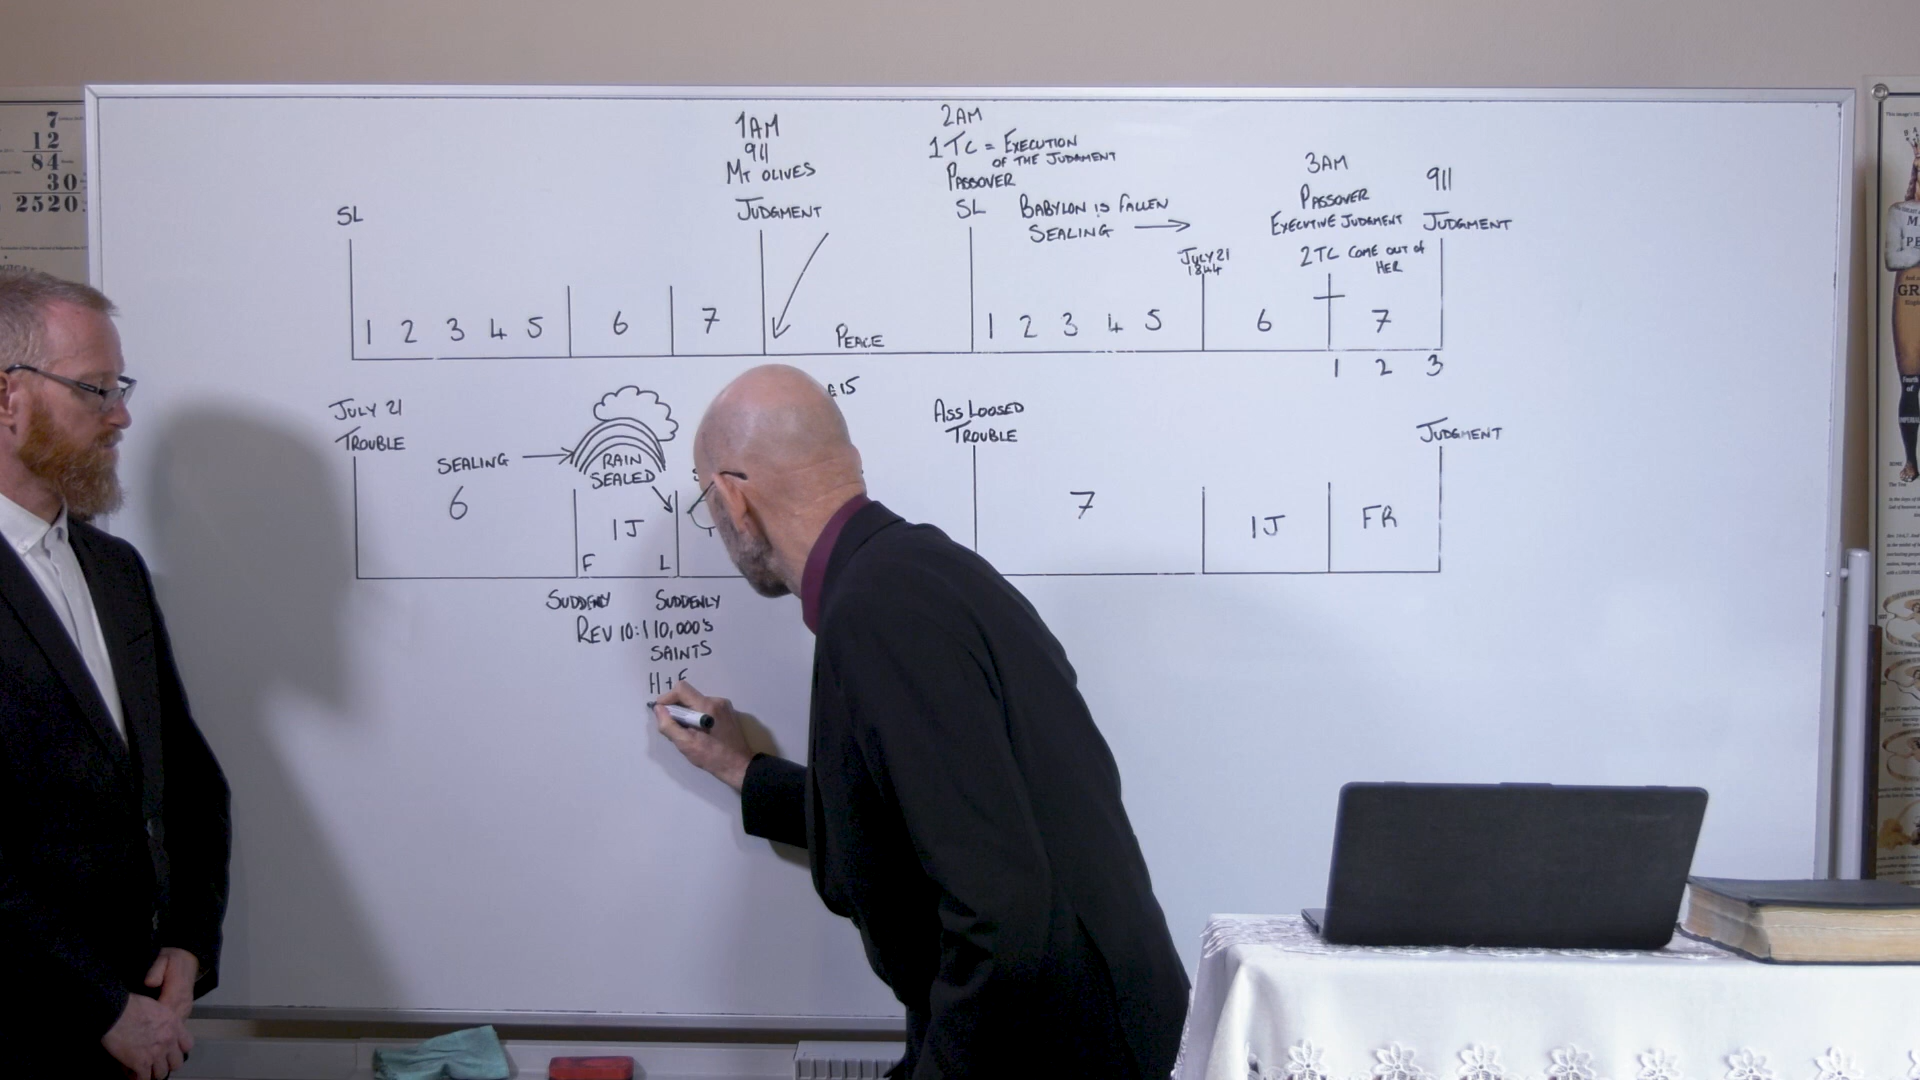 7
12
84
30
2520
1AM
911
MT OLIVES
JUDGMENT
SL
1 2 3 4 5 6 7
PEACE
2AM
1TC = EXECUTION
OF THE JUDGMENT
PASSOVER
SL BABYLON IS FALLEN
SEALING
JULY 21
1844
3AM
PASSOVER
EXECUTIVE JUDGMENT
2TC COME OUT OF
HER
911
JUDGMENT
1 2 3 4 5 6 7
1 2 3
JULY 21
TROUBLE
SEALING
6
RAIN
SEALED
1J
F L
15
ASS LOOSED
TROUBLE
7
1J
FR
JUDGMENT
SUDDENLY SUDDENLY
REV 10:1 10,000'S
SAINTS
H+